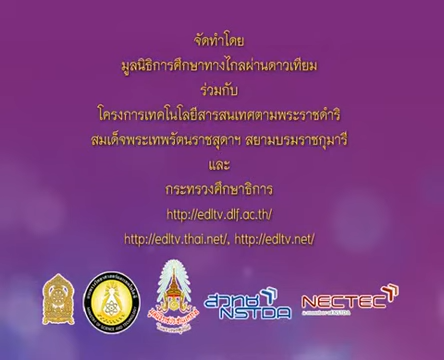 จัดทำโดย
มูลนิธิการศึกษาทางไกลผ่านดาวเทียม
ร่วมกับ
โครงการเทคโนโลยีสารสนเทศตามพระราชดำริ
สมเด็จพระเทพรัตนราชสุดาฯ สยามบรมราชกุมารี
และ
กระทรวงศึกษาธิการ
http://edltv.dlf.ac.th/
http://edltv.thai.net/, http://edltv.net/
สวทช NECTEC
NSTDA